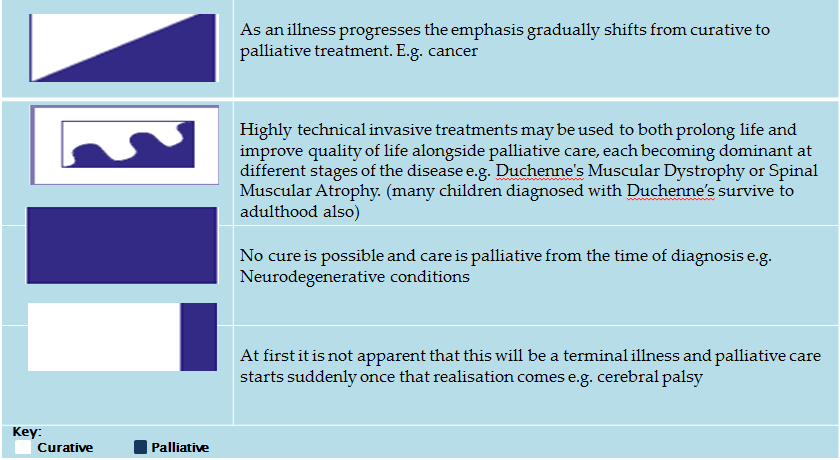 As an illness progresses the emphasis gradually shifts from curative to
palliative treatment. E.g. cancer
Highly technical invasive treatments may be used to both prolong life and
improve quality of life alongside palliative care, each becoming dominant at
different stages of the disease e.g. Duchenne's Muscular Dystrophy or Spinal
Muscular Atrophy. (many children diagnosed with Duchenne’s survive to
adulthood also)
No cure is possible and care is palliative from the time of diagnosis e.g.
Neurodegenerative conditions
At first it is not apparent that this will be a terminal illness and palliative care
starts suddenly once that realisation comes e.g. cerebral palsy
Key:
Curative Palliative